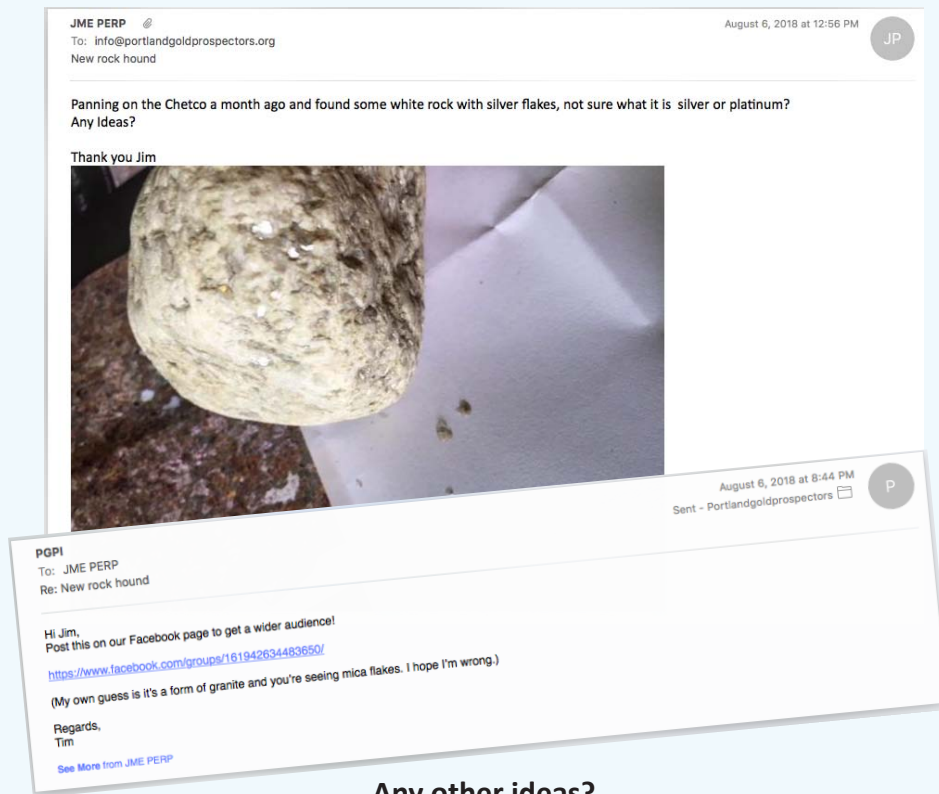 JME PERP
August 6, 2018 at 12:56 PM
JP
To: info@portlandgoldprospectors.org
New rock hound
Panning on the Chetco a month ago and found some white rock with silver flakes, not sure what it is silver or platinum?
Any Ideas?
Thank you Jim
August 6, 2018 at 8:44 PM
Sent - Portlandgoldprospectors
P
PGPI
To: JME PERP
Re: New rock hound
Hi Jim,
Post this on our Facebook page to get a wider audience!
https://www.facebook.com/groups/161942634483650/
(My own guess is it's a form of granite and you're seeing mica flakes. I hope I'm wrong.)
Regards,
Tim
See More from JME PERP
Any other ideas?